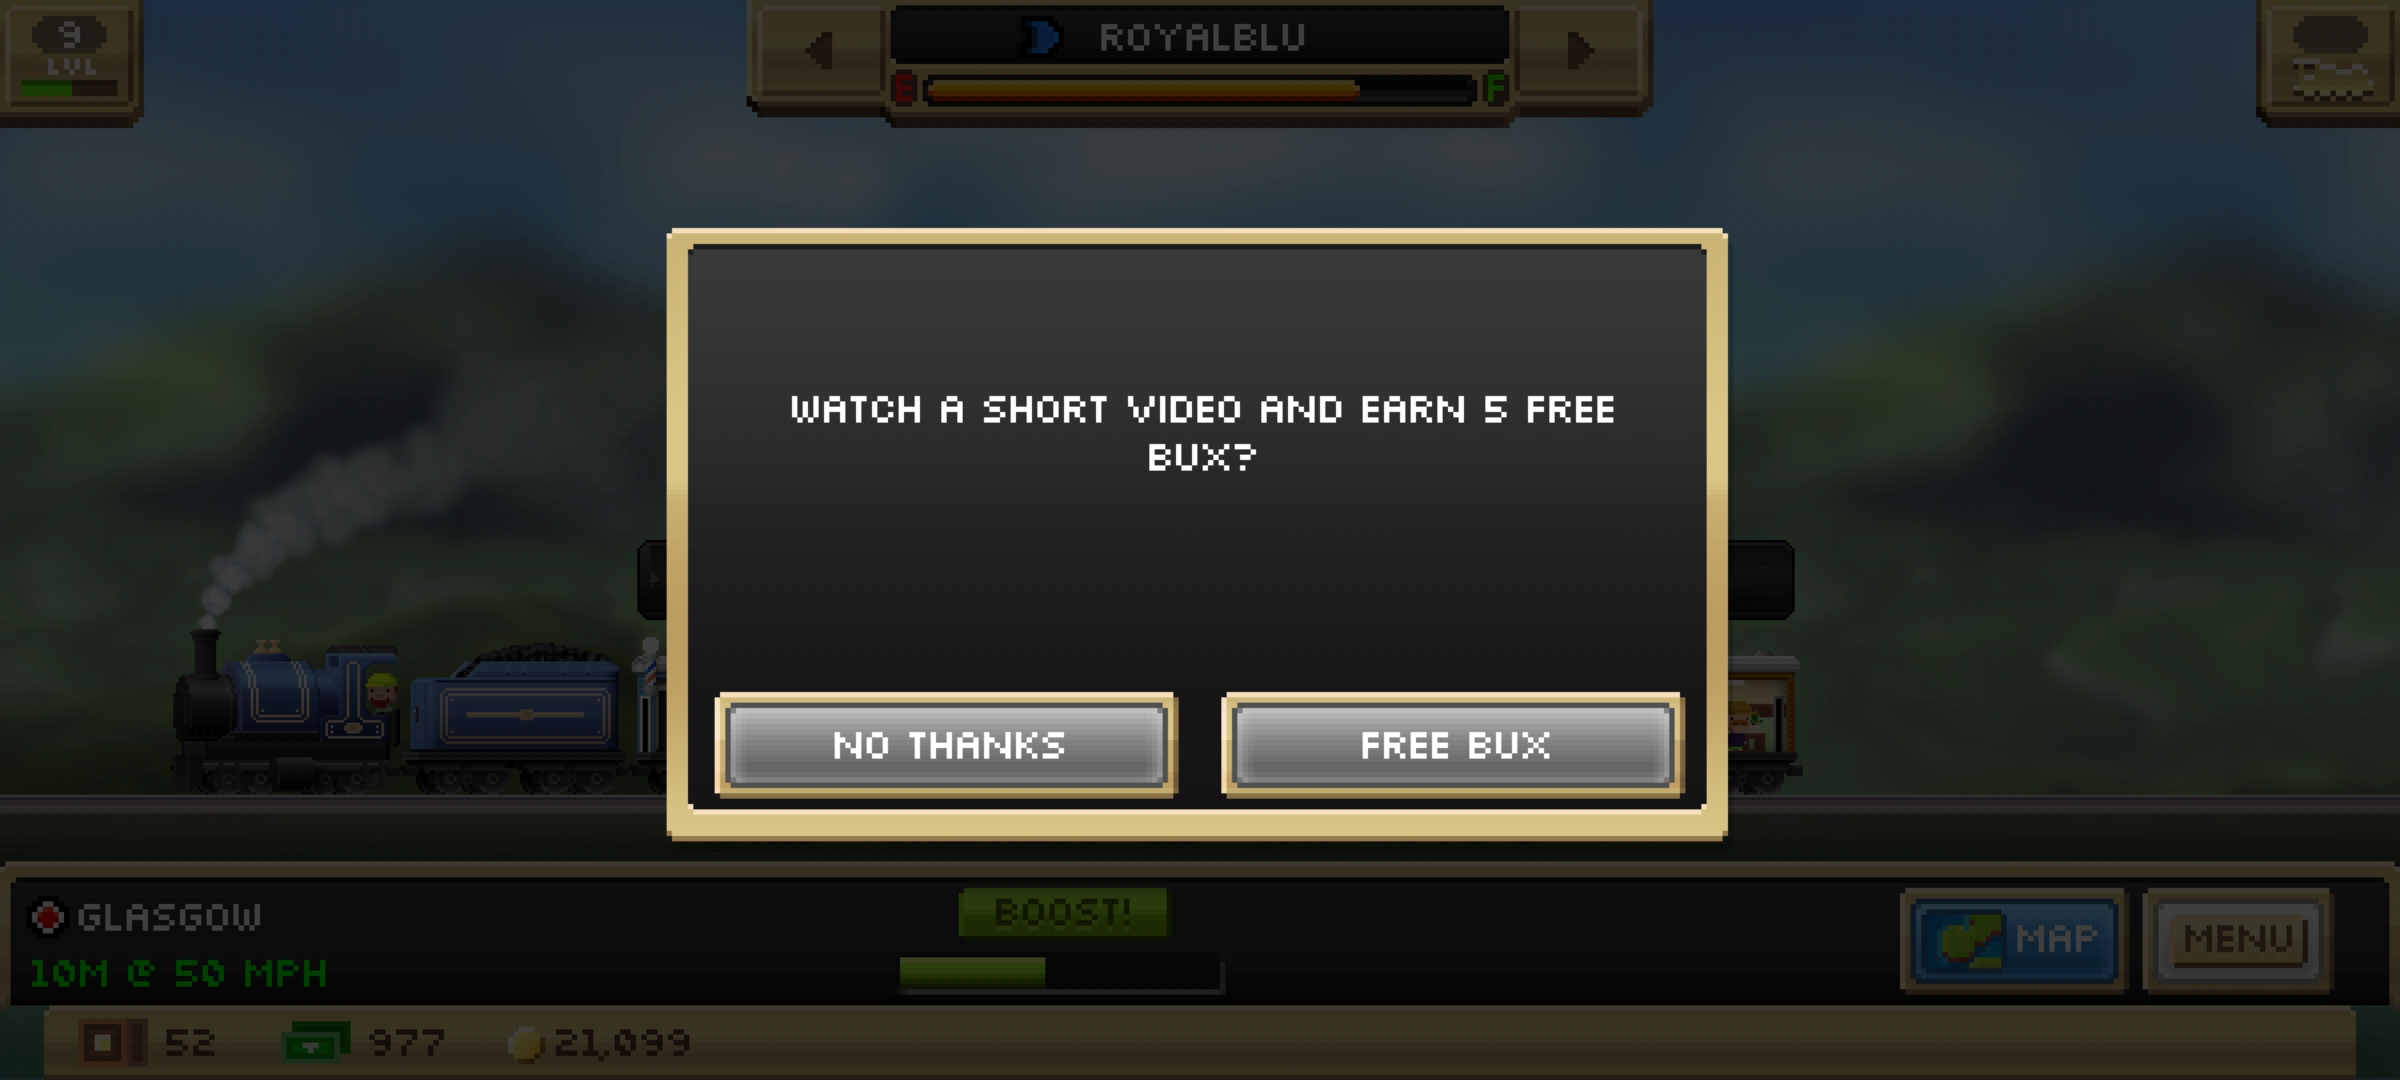 9
LVL
ROYALBLU
E F
WATCH A SHORT VIDEO AND EARN 5 FREE
BUX?
NO THANKS FREE BUX
GLASGOW
BOOST!
MAP MENU
10M @ 50 MPH
52 977 21,099